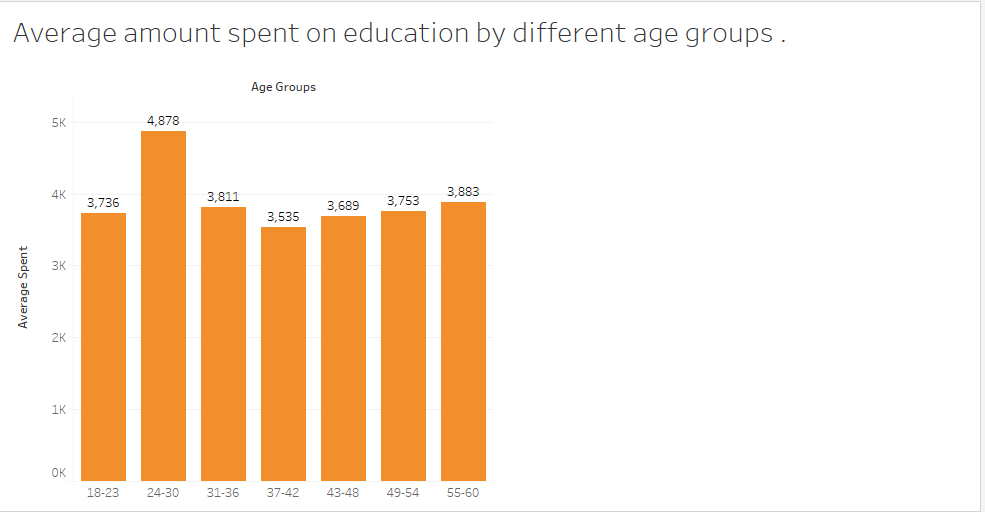 Average amount spent on education by different age groups .
Age Groups
5K
4K
3K
2K
1K
0K
Average Spent
3,736
4,878
3,811
3,535
3,689
3,753
3,883
18-23
24-30
31-36
37-42
43-48
49-54
55-60